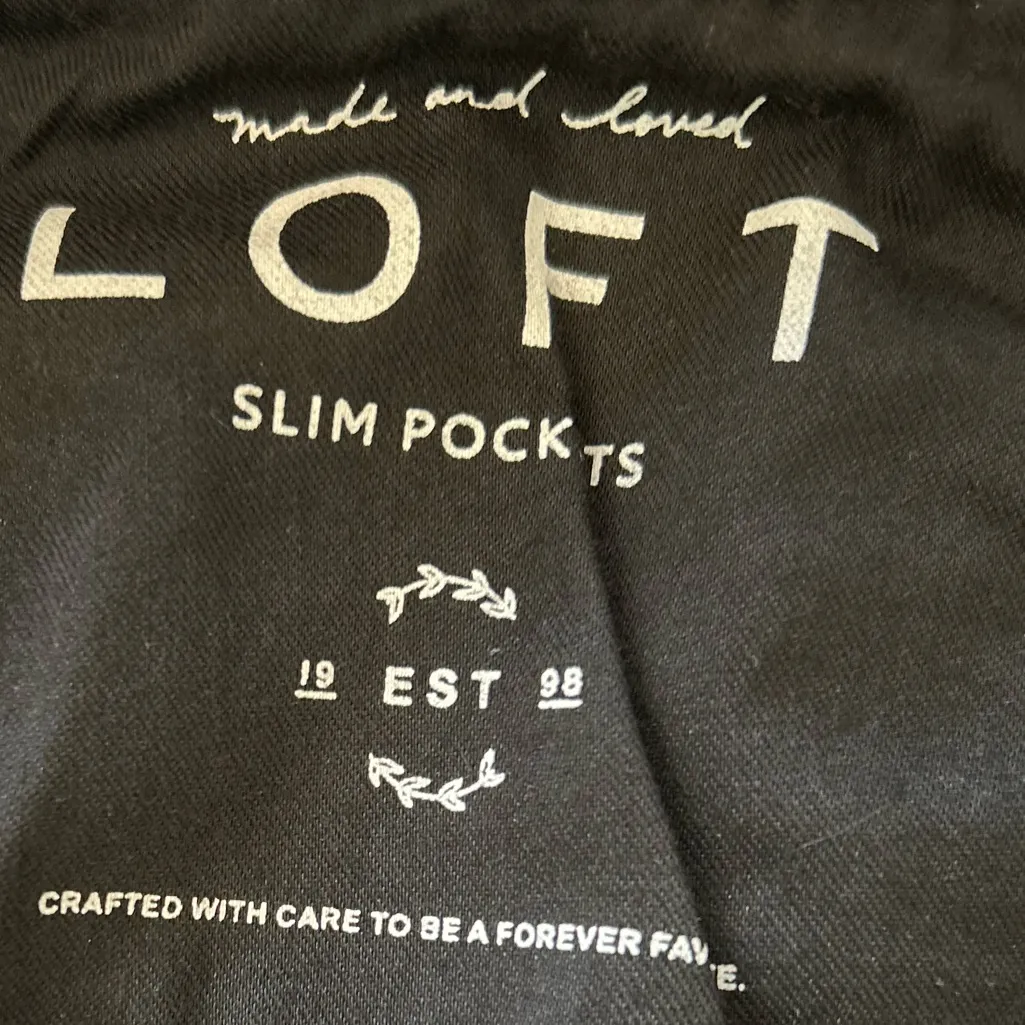 made and loved
LOFT
SLIM POCKTS
19 EST 98
CRAFTED WITH CARE TO BE A FOREVER